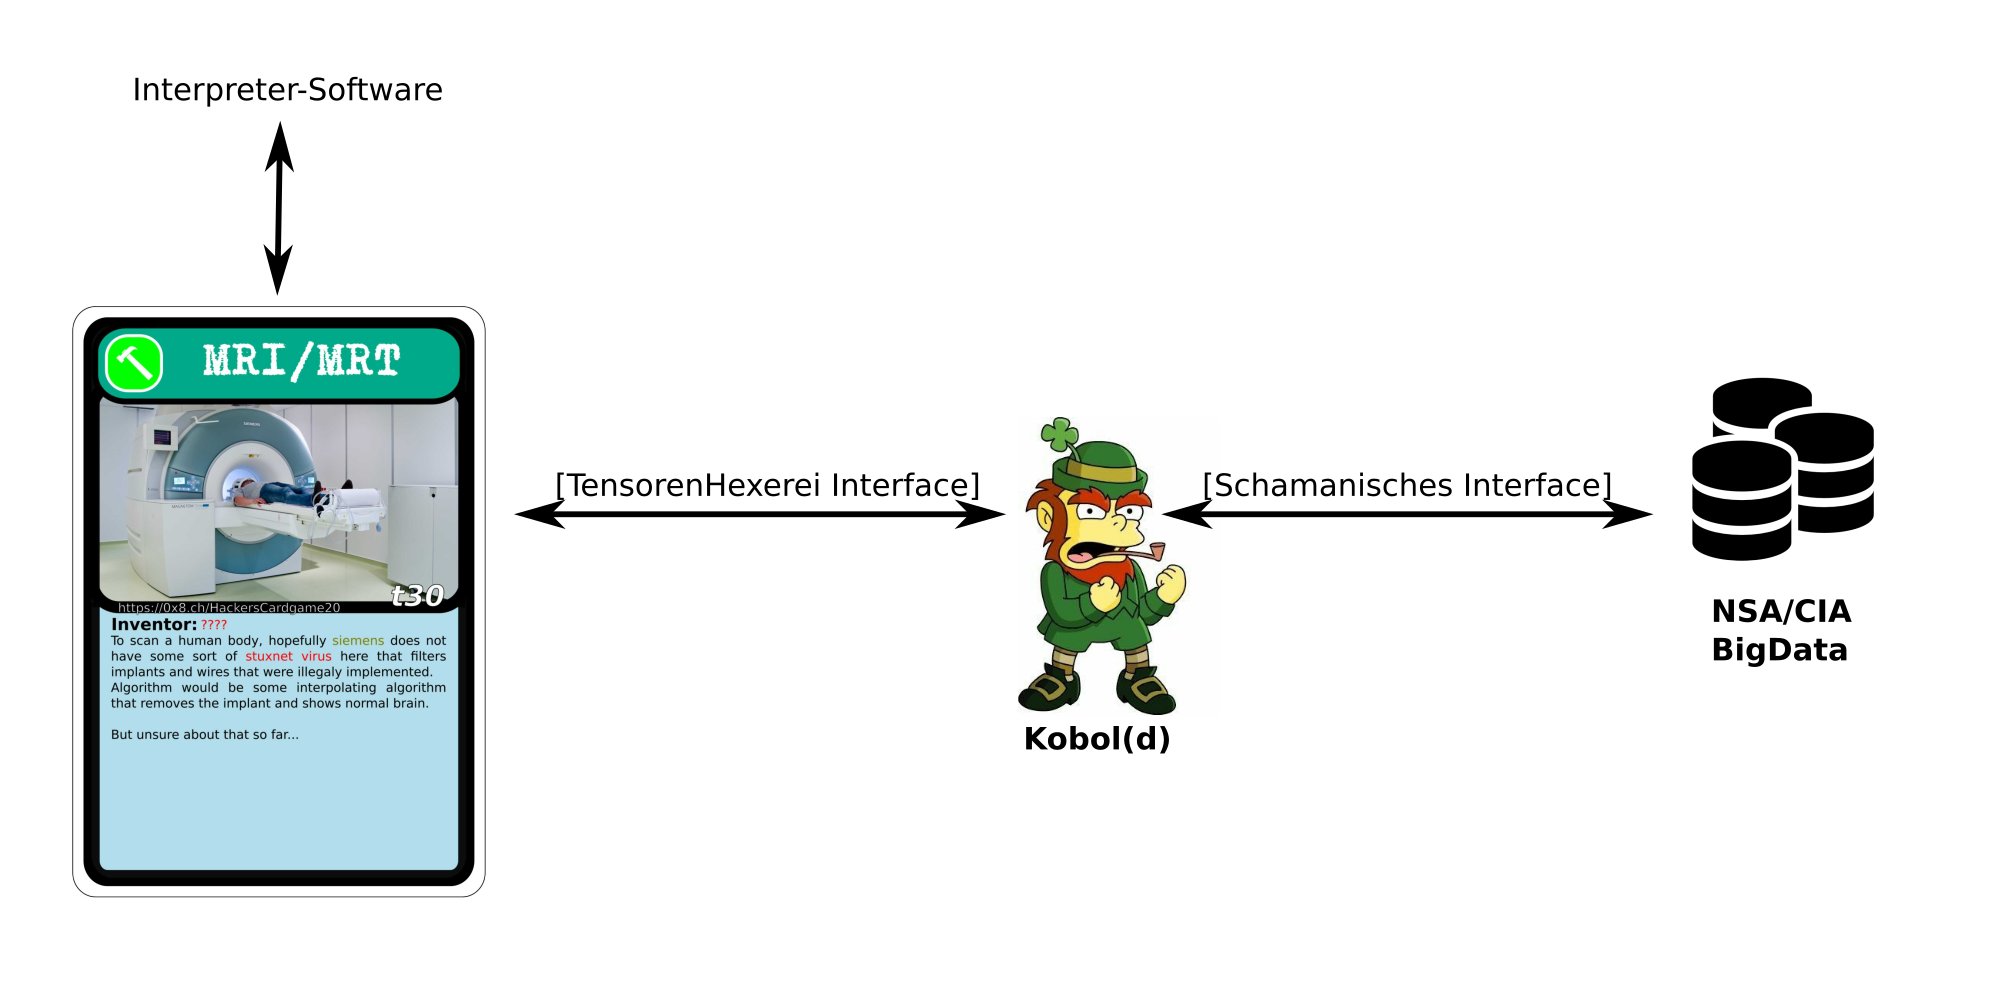 Interpreter-Software
MRI/MRT
SIEMENS
t30
https://0x8.ch/HackersCardgame20
Inventor: ????
To scan a human body, hopefully siemens does not
have some sort of stuxnet virus here that filters
implants and wires that were illegaly implemented.
Algorithm would be some interpolating algorithm
that removes the implant and shows normal brain.
But unsure about that so far...
[TensorenHexerei Interface]
Kobol(d)
[Schamanisches Interface]
NSA/CIA
BigData